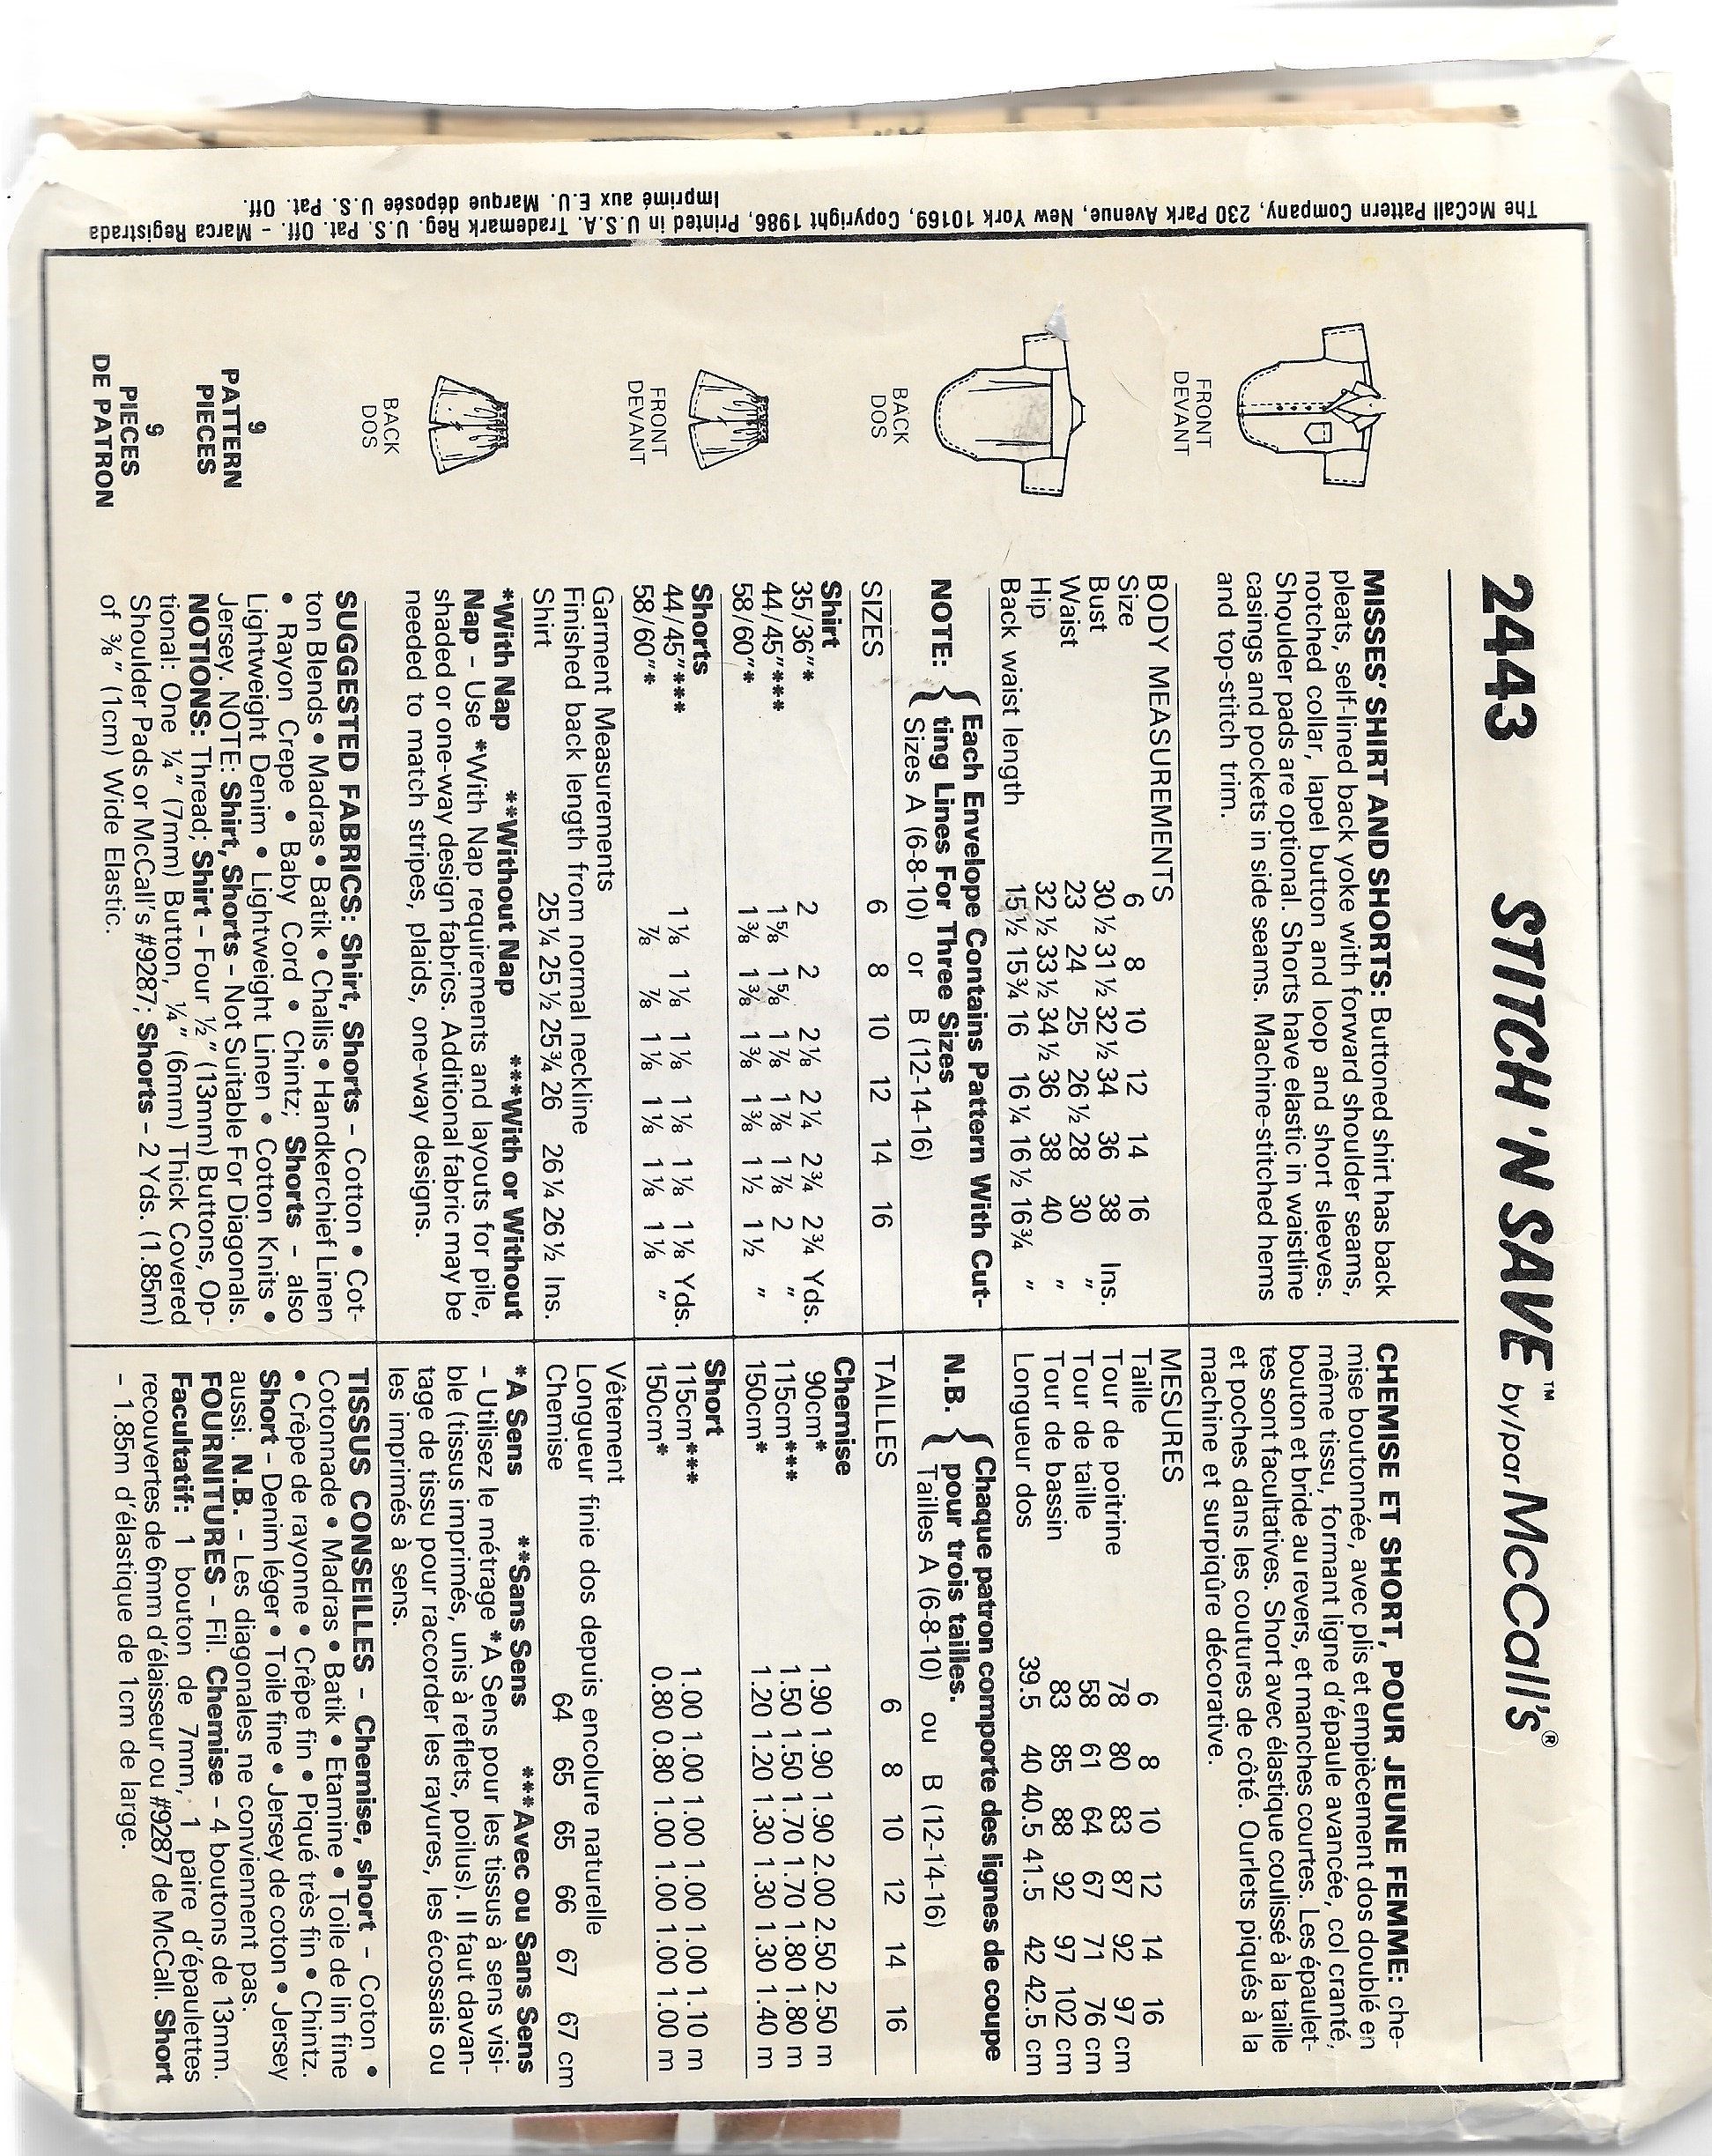 2443 STITCH 'N SAVE™ by/par McCall's®
MISSES' SHIRT AND SHORTS: Buttoned shirt has back
pleats, self-lined back yoke with forward shoulder seams,
notched collar, lapel button and loop and short sleeves.
Shoulder pads are optional. Shorts have elastic in waistline
casings and pockets in side seams. Machine-stitched hems
and top-stitch trim.
BODY MEASUREMENTS
Size 6 8 10 12 14 16
Bust 30½ 31½ 32½ 34 36 38 Ins.
Waist 23 24 25 26½ 28 30 "
Hip 32½ 33½ 34½ 36 38 40 "
Back waist length 15½ 15¾ 16 16¼ 16½ 16¾ "
NOTE: { Each Envelope Contains Pattern With Cut-
ting Lines For Three Sizes
Sizes A (6-8-10) or B (12-14-16)
SIZES 6 8 10 12 14 16
Shirt
35/36"* 2 2 2⅛ 2¼ 2¾ 2¾ Yds.
44/45"*** 1⅝ 1⅝ 1⅞ 1⅞ 1⅞ 2 "
58/60"* 1⅜ 1⅜ 1⅜ 1⅜ 1½ 1½ "
Shorts
44/45"*** 1⅛ 1⅛ 1⅛ 1⅛ 1⅛ 1⅛ Yds.
58/60"* ⅞ ⅞ 1⅛ 1⅛ 1⅛ 1⅛ "
Garment Measurements
Finished back length from normal neckline
Shirt 25¼ 25½ 25¾ 26 26¼ 26½ Ins.
*With Nap **Without Nap ***With or Without
Nap – Use *With Nap requirements and layouts for pile,
shaded or one-way design fabrics. Additional fabric may be
needed to match stripes, plaids, one-way designs.
SUGGESTED FABRICS: Shirt, Shorts – Cotton • Cot-
ton Blends • Madras • Batik • Challis • Handkerchief Linen
• Rayon Crepe • Baby Cord • Chintz; Shorts – also
Lightweight Denim • Lightweight Linen • Cotton Knits •
Jersey. NOTE: Shirt, Shorts – Not Suitable For Diagonals.
NOTIONS: Thread; Shirt – Four ½" (13mm) Buttons, Op-
tional: One ¼" (7mm) Button, ¼" (6mm) Thick Covered
Shoulder Pads or McCall's #9287; Shorts – 2 Yds. (1.85m)
of ⅜" (1cm) Wide Elastic.
CHEMISE ET SHORT, POUR JEUNE FEMME: che-
mise boutonnée, avec plis et empiècement dos doublé en
même tissu, formant ligne d'épaule avancée, col cranté,
bouton et bride au revers, et manches courtes. Les épaulet-
tes sont facultatives. Short avec élastique coulissé à la taille
et poches dans les coutures de côté. Ourlets piqués à la
machine et surpiqûre décorative.
MESURES
Taille 6 8 10 12 14 16
Tour de poitrine 78 80 83 87 92 97 cm
Tour de taille 58 61 64 67 71 76 cm
Tour de bassin 83 85 88 92 97 102 cm
Longueur dos 39.5 40 40.5 41.5 42 42.5 cm
N.B. { Chaque patron comporte des lignes de coupe
pour trois tailles.
Tailles A (6-8-10) ou B (12-14-16)
TAILLES 6 8 10 12 14 16
Chemise
90cm* 1.90 1.90 1.90 2.00 2.50 2.50 m
115cm*** 1.50 1.50 1.70 1.70 1.80 1.80 m
150cm* 1.20 1.20 1.30 1.30 1.30 1.40 m
Short
115cm*** 1.00 1.00 1.00 1.00 1.00 1.10 m
150cm* 0.80 0.80 1.00 1.00 1.00 1.00 m
Vêtement
Longueur finie dos depuis encolure naturelle
Chemise 64 65 65 66 67 67 cm
*A Sens **Sans Sens ***Avec ou Sans Sens
– Utilisez le métrage *A Sens pour les tissus à sens visi-
ble (tissus imprimés, unis à reflets, poilus). Il faut davan-
tage de tissu pour raccorder les rayures, les écossais ou
les imprimés à sens.
TISSUS CONSEILLES – Chemise, short – Coton •
Cotonnade • Madras • Batik • Etamine • Toile de lin fine
• Crêpe de rayonne • Crêpe fin • Piqué très fin • Chintz.
Short – Denim léger • Toile fine • Jersey de coton • Jersey
aussi. N.B. – Les diagonales ne conviennent pas.
FOURNITURES – Fil. Chemise – 4 boutons de 13mm.
Facultatif: 1 bouton de 7mm, 1 paire d'épaulettes
recouvertes de 6mm d'élaisseur ou #9287 de McCall. Short
– 1.85m d'élastique de 1cm de large.
FRONT
DEVANT
BACK
DOS
FRONT
DEVANT
BACK
DOS
9
PATTERN
PIECES
9
PIECES
DE PATRON
The McCall Pattern Company, 230 Park Avenue, New York 10169, Copyright 1986, Printed in U.S.A. Trademark Reg. U.S. Pat. Off. – Marca Registrada
Imprimé aux E.U. Marque déposée U.S. Pat. Off.